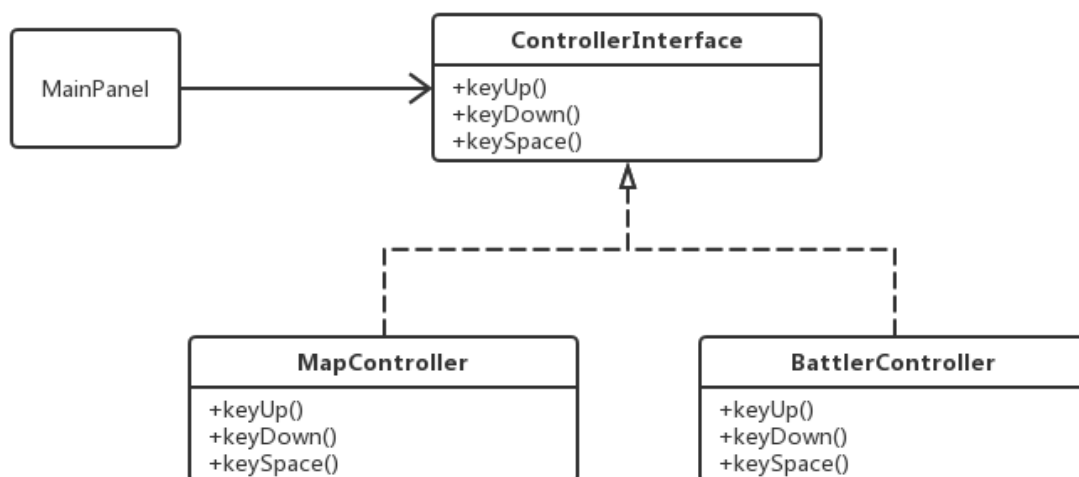 ControllerInterface
MainPanel
+keyUp()
+keyDown()
+keySpace()
MapController
+keyUp()
+keyDown()
+keySpace()
BattlerController
+keyUp()
+keyDown()
+keySpace()